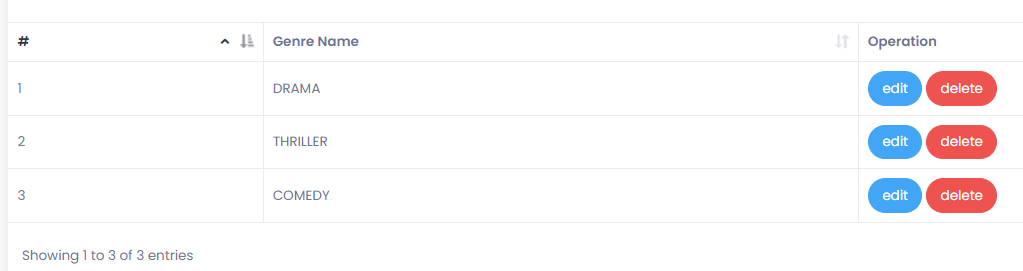 # Genre Name Operation
1 DRAMA edit delete
2 THRILLER edit delete
3 COMEDY edit delete
Showing 1 to 3 of 3 entries